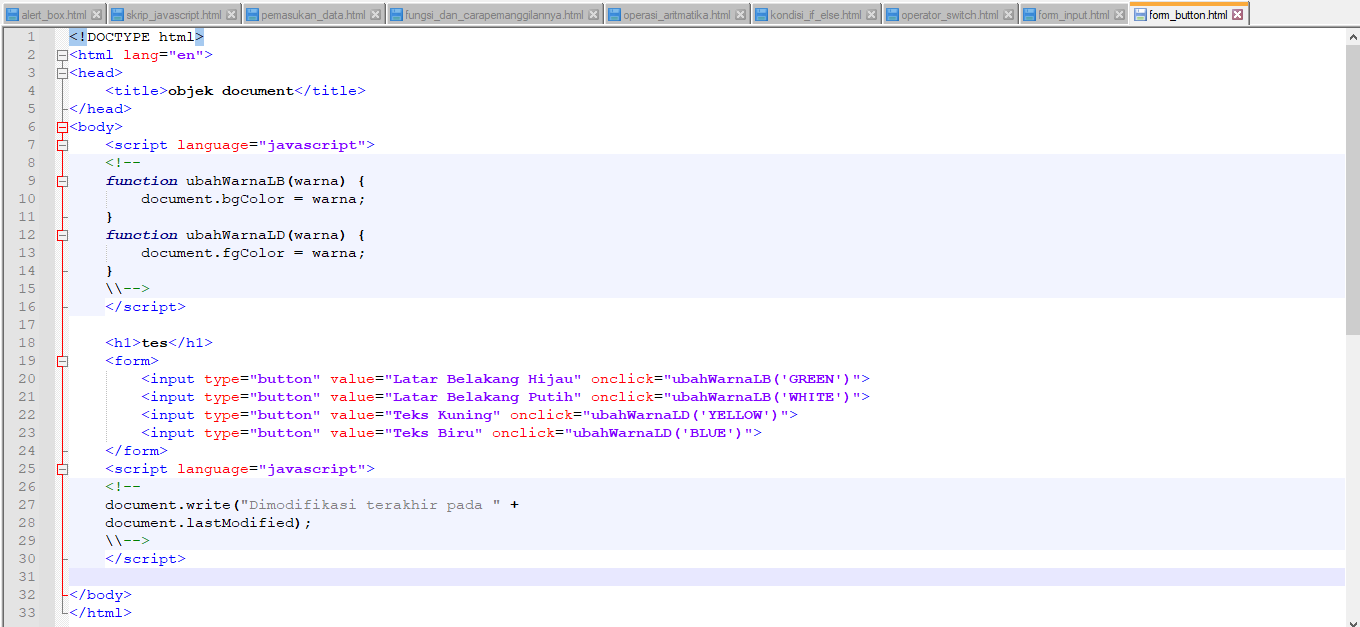 alert_box.html skrip_javascript.html pemasukan_data.html fungsi_dan_carapemanggilannya.html operasi_aritmatika.html kondisi_if_else.html operator_switch.html form_input.html form_button.html
1 <!DOCTYPE html>
2 <html lang="en">
3 <head>
4 <title>objek document</title>
5 </head>
6 <body>
7 <script language="javascript">
8 <!--
9 function ubahWarnaLB(warna) {
10 document.bgColor = warna;
11 }
12 function ubahWarnaLD(warna) {
13 document.fgColor = warna;
14 }
15 \\-->
16 </script>
17
18 <h1>tes</h1>
19 <form>
20 <input type="button" value="Latar Belakang Hijau" onclick="ubahWarnaLB('GREEN')">
21 <input type="button" value="Latar Belakang Putih" onclick="ubahWarnaLB('WHITE')">
22 <input type="button" value="Teks Kuning" onclick="ubahWarnaLD('YELLOW')">
23 <input type="button" value="Teks Biru" onclick="ubahWarnaLD('BLUE')">
24 </form>
25 <script language="javascript">
26 <!--
27 document.write("Dimodifikasi terakhir pada " +
28 document.lastModified);
29 \\-->
30 </script>
31
32 </body>
33 </html>